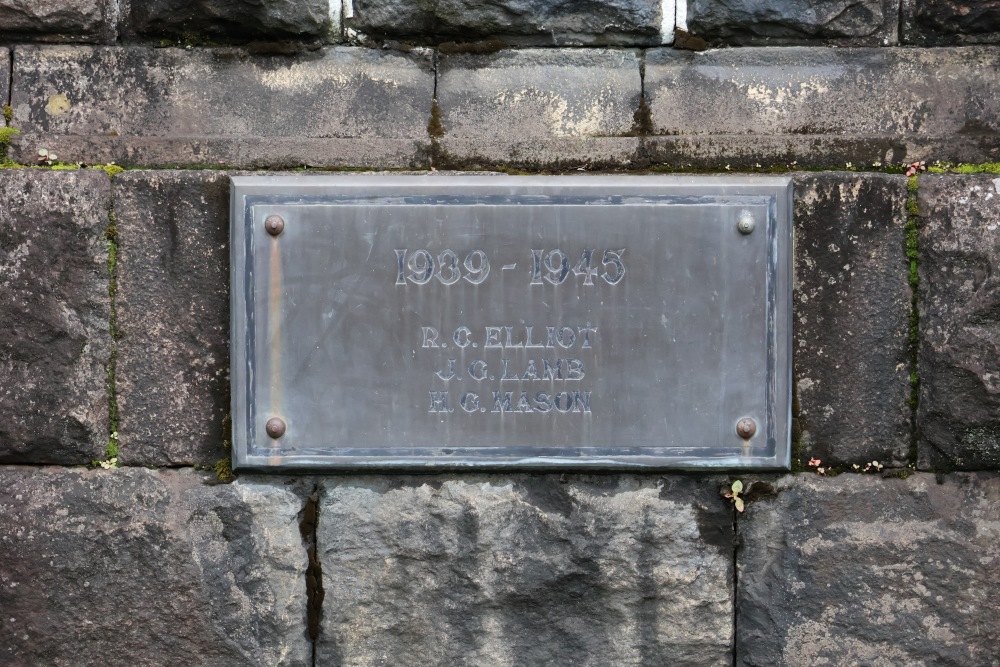 1939 - 1945
R. C. ELLIOT
J. G. LAMB
H. G. MASON